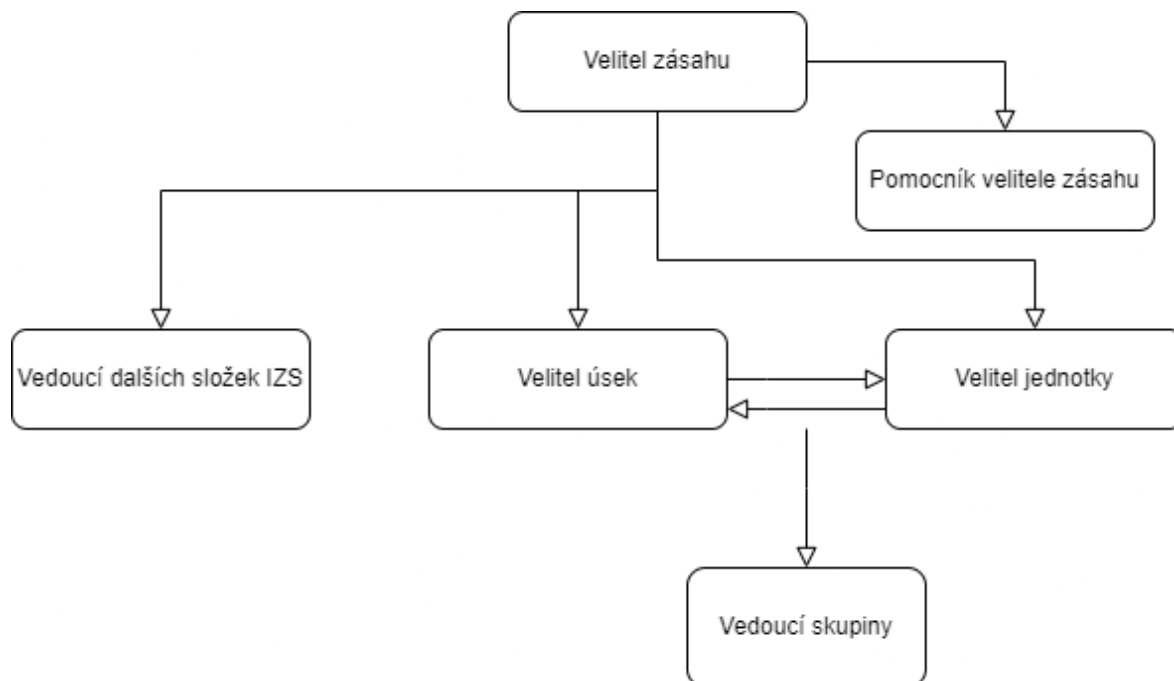 Velitel zásahu
Pomocník velitele zásahu
Vedoucí dalších složek IZS
Velitel úsek
Velitel jednotky
Vedoucí skupiny